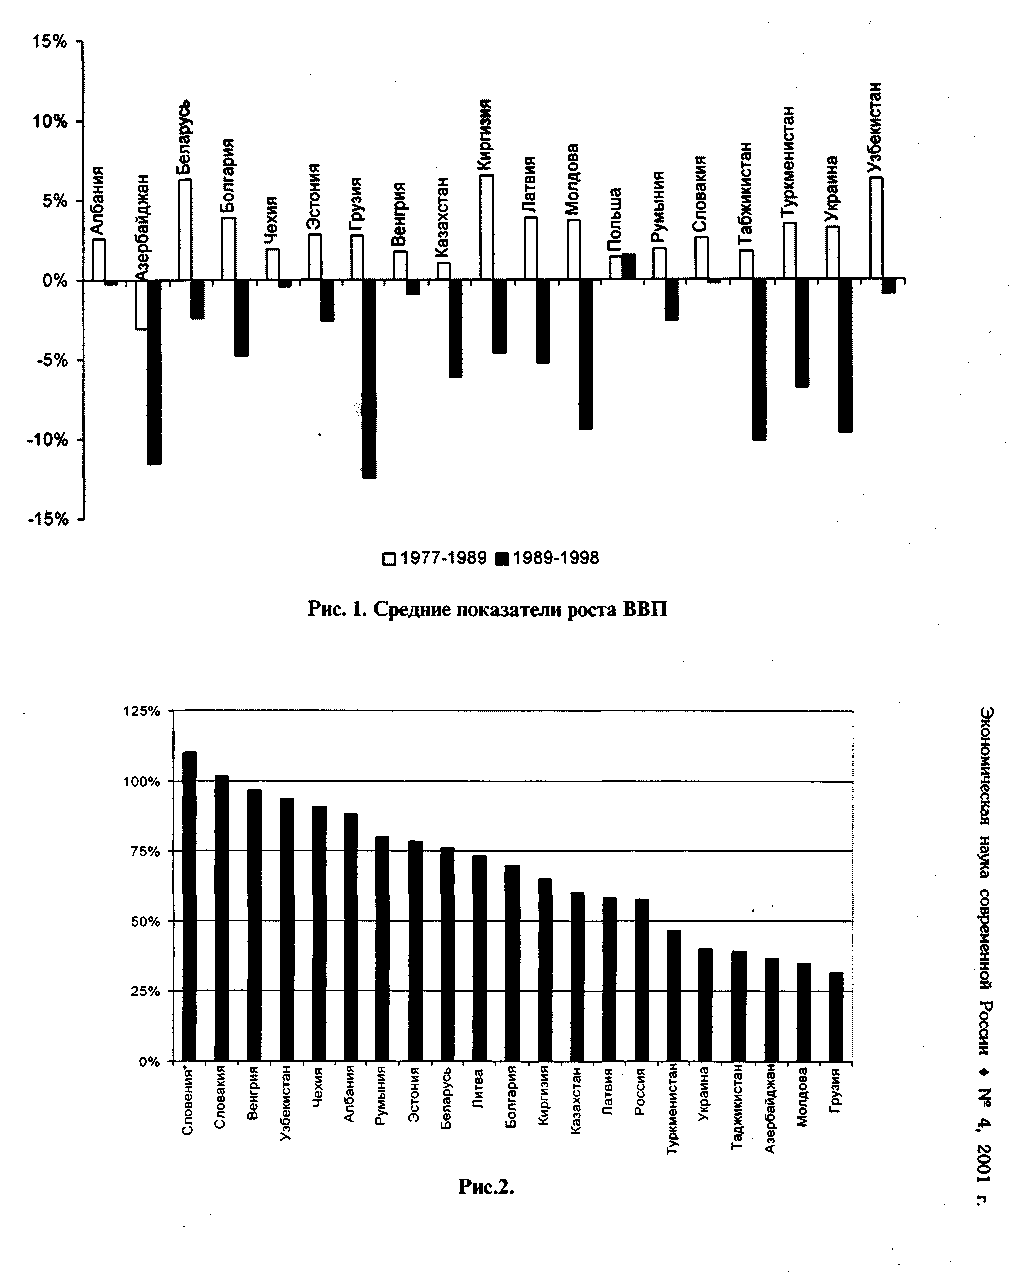 15%
10%
5%
0%
-5%
-10%
-15%
Албания
Азербайджан
Беларусь
Болгария
Чехия
Эстония
Грузия
Венгрия
Казахстан
Киргизия
Латвия
Молдова
Польша
Румыния
Словакия
Табжикистан
Туркменистан
Украина
Узбекистан
1977-1989 1989-1998
Рис. 1. Средние показатели роста ВВП
125%
100%
75%
50%
25%
0%
Словения*
Словакия
Венгрия
Узбекистан
Чехия
Албания
Румыния
Эстония
Беларусь
Литва
Болгария
Киргизия
Казахстан
Латвия
Россия
Туркменистан
Украина
Таджикистан
Азербайджан
Молдова
Грузия
Рис.2.
Экономическая наука современной России ♦ № 4, 2001 г.